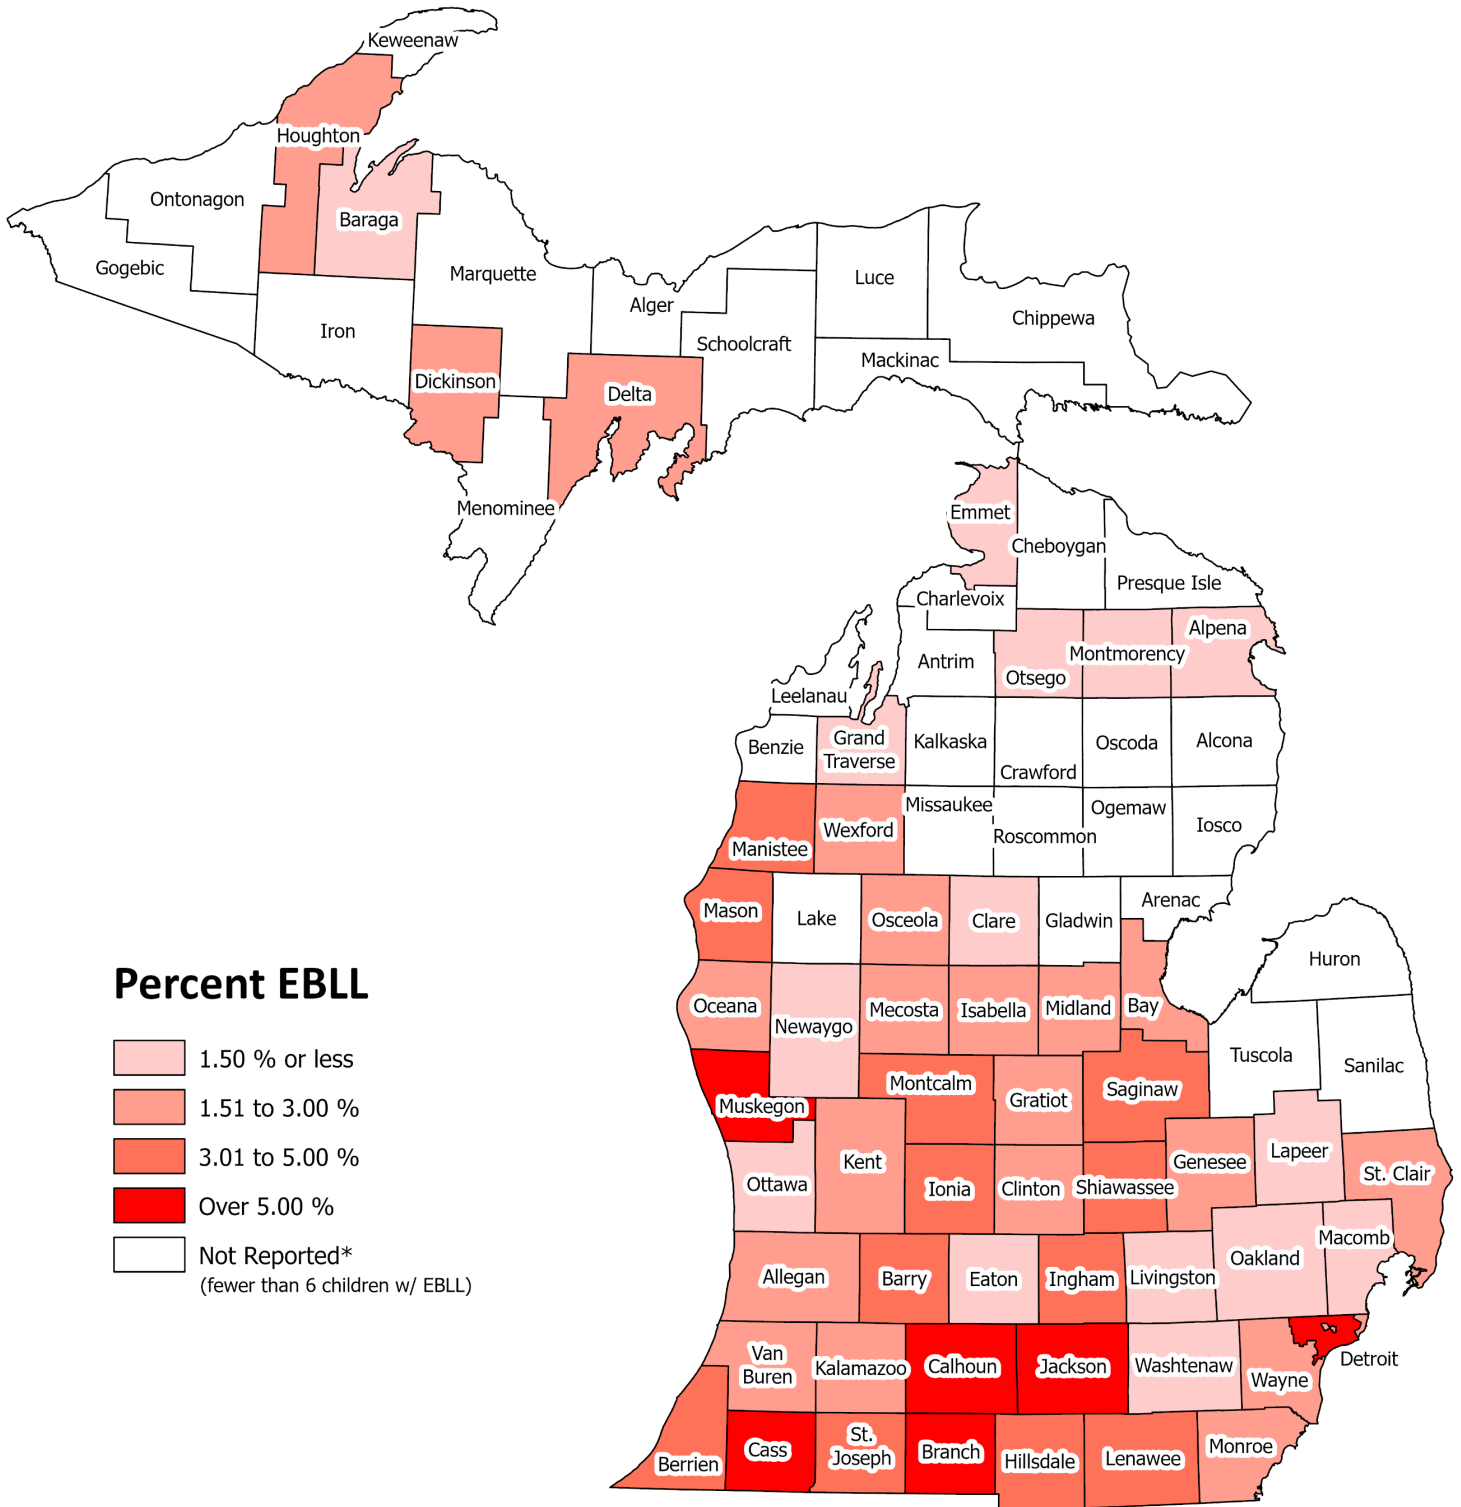 Keweenaw
Houghton
Ontonagon
Baraga
Gogebic
Marquette
Luce
Alger
Chippewa
Iron
Schoolcraft
Mackinac
Dickinson
Delta
Menominee
Emmet
Cheboygan
Presque Isle
Charlevoix
Alpena
Montmorency
Antrim
Otsego
Leelanau
Grand
Traverse
Benzie
Kalkaska
Crawford
Oscoda
Alcona
Missaukee
Ogemaw
Manistee
Wexford
Roscommon
Iosco
Arenac
Mason
Lake
Osceola
Clare
Gladwin
Huron
Oceana
Newaygo
Mecosta
Isabella
Midland
Bay
Tuscola
Sanilac
Muskegon
Montcalm
Gratiot
Saginaw
Lapeer
Ottawa
Kent
Ionia
Clinton
Shiawassee
Genesee
St. Clair
Macomb
Oakland
Allegan
Barry
Eaton
Ingham
Livingston
Van
Buren
Kalamazoo
Calhoun
Jackson
Washtenaw
Wayne
Detroit
Berrien
Cass
St.
Joseph
Branch
Hillsdale
Lenawee
Monroe
Percent EBLL
1.50 % or less
1.51 to 3.00 %
3.01 to 5.00 %
Over 5.00 %
Not Reported*
(fewer than 6 children w/ EBLL)